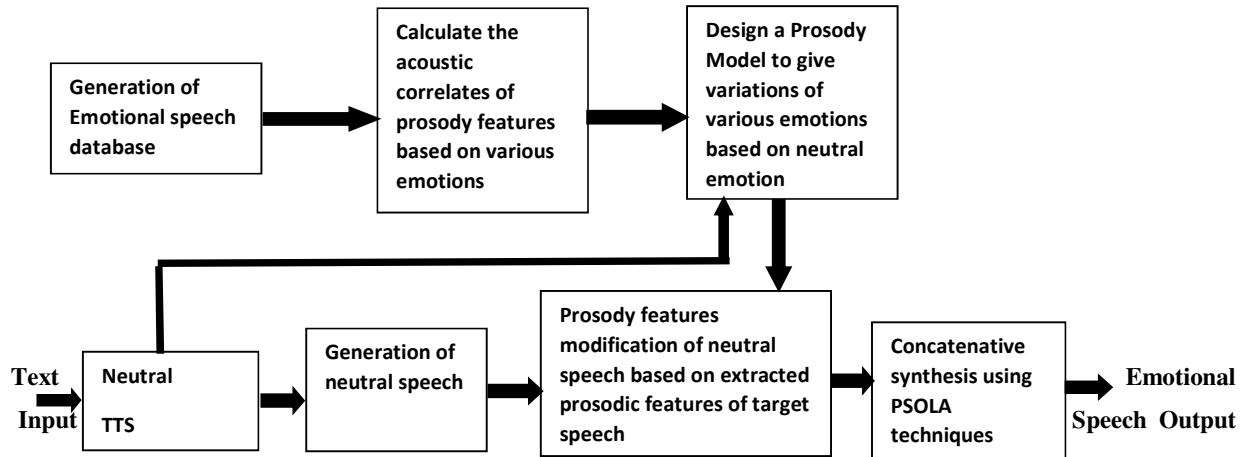 Generation of
Emotional speech
database
Calculate the
acoustic
correlates of
prosody features
based on various
emotions
Design a Prosody
Model to give
variations of
various emotions
based on neutral
emotion
Text
Input
Neutral
TTS
Generation of
neutral speech
Prosody features
modification of neutral
speech based on extracted
prosodic features of target
speech
Concatenative
synthesis using
PSOLA
techniques
Emotional
Speech Output